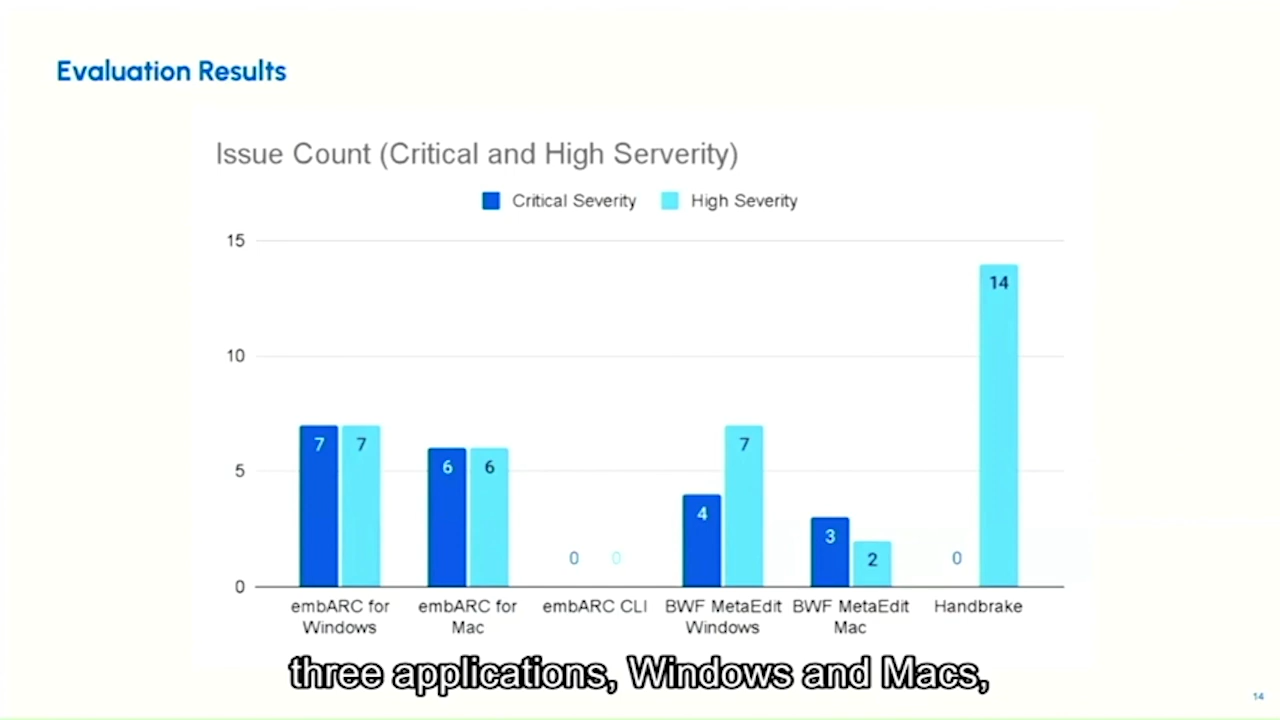 Evaluation Results
Issue Count (Critical and High Serverity)
Critical Severity High Severity
15
10
5
0
7 7 6 6 0 0 4 7 3 2 0 14
embARC for Windows
embARC for Mac
embARC CLI
BWF MetaEdit Windows
BWF MetaEdit Mac
Handbrake
three applications, Windows and Macs,
14